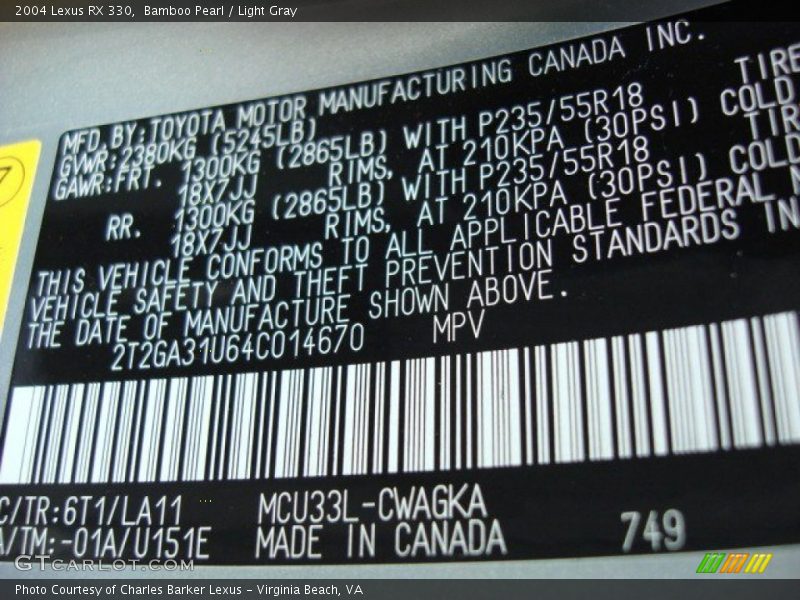 2004 Lexus RX 330, Bamboo Pearl / Light Gray
MFD.BY:TOYOTA MOTOR MANUFACTURING CANADA INC.
GVWR:2380KG (5245LB)
GAWR:FRT. 1300KG (2865LB) WITH P235/55R18 TIRE
18X7JJ RIMS, AT 210KPA (30PSI) COLD
RR. 1300KG (2865LB) WITH P235/55R18
18X7JJ RIMS, AT 210KPA (30PSI) COLD
THIS VEHICLE CONFORMS TO ALL APPLICABLE FEDERAL
VEHICLE SAFETY AND THEFT PREVENTION STANDARDS IN
THE DATE OF MANUFACTURE SHOWN ABOVE.
2T2GA31U64C014670 MPV
C/TR:6T1/LA11 MCU33L-CWAGKA
A/TM:-01A/U151E MADE IN CANADA
749
GTCARLOT.COM
Photo Courtesy of Charles Barker Lexus - Virginia Beach, VA